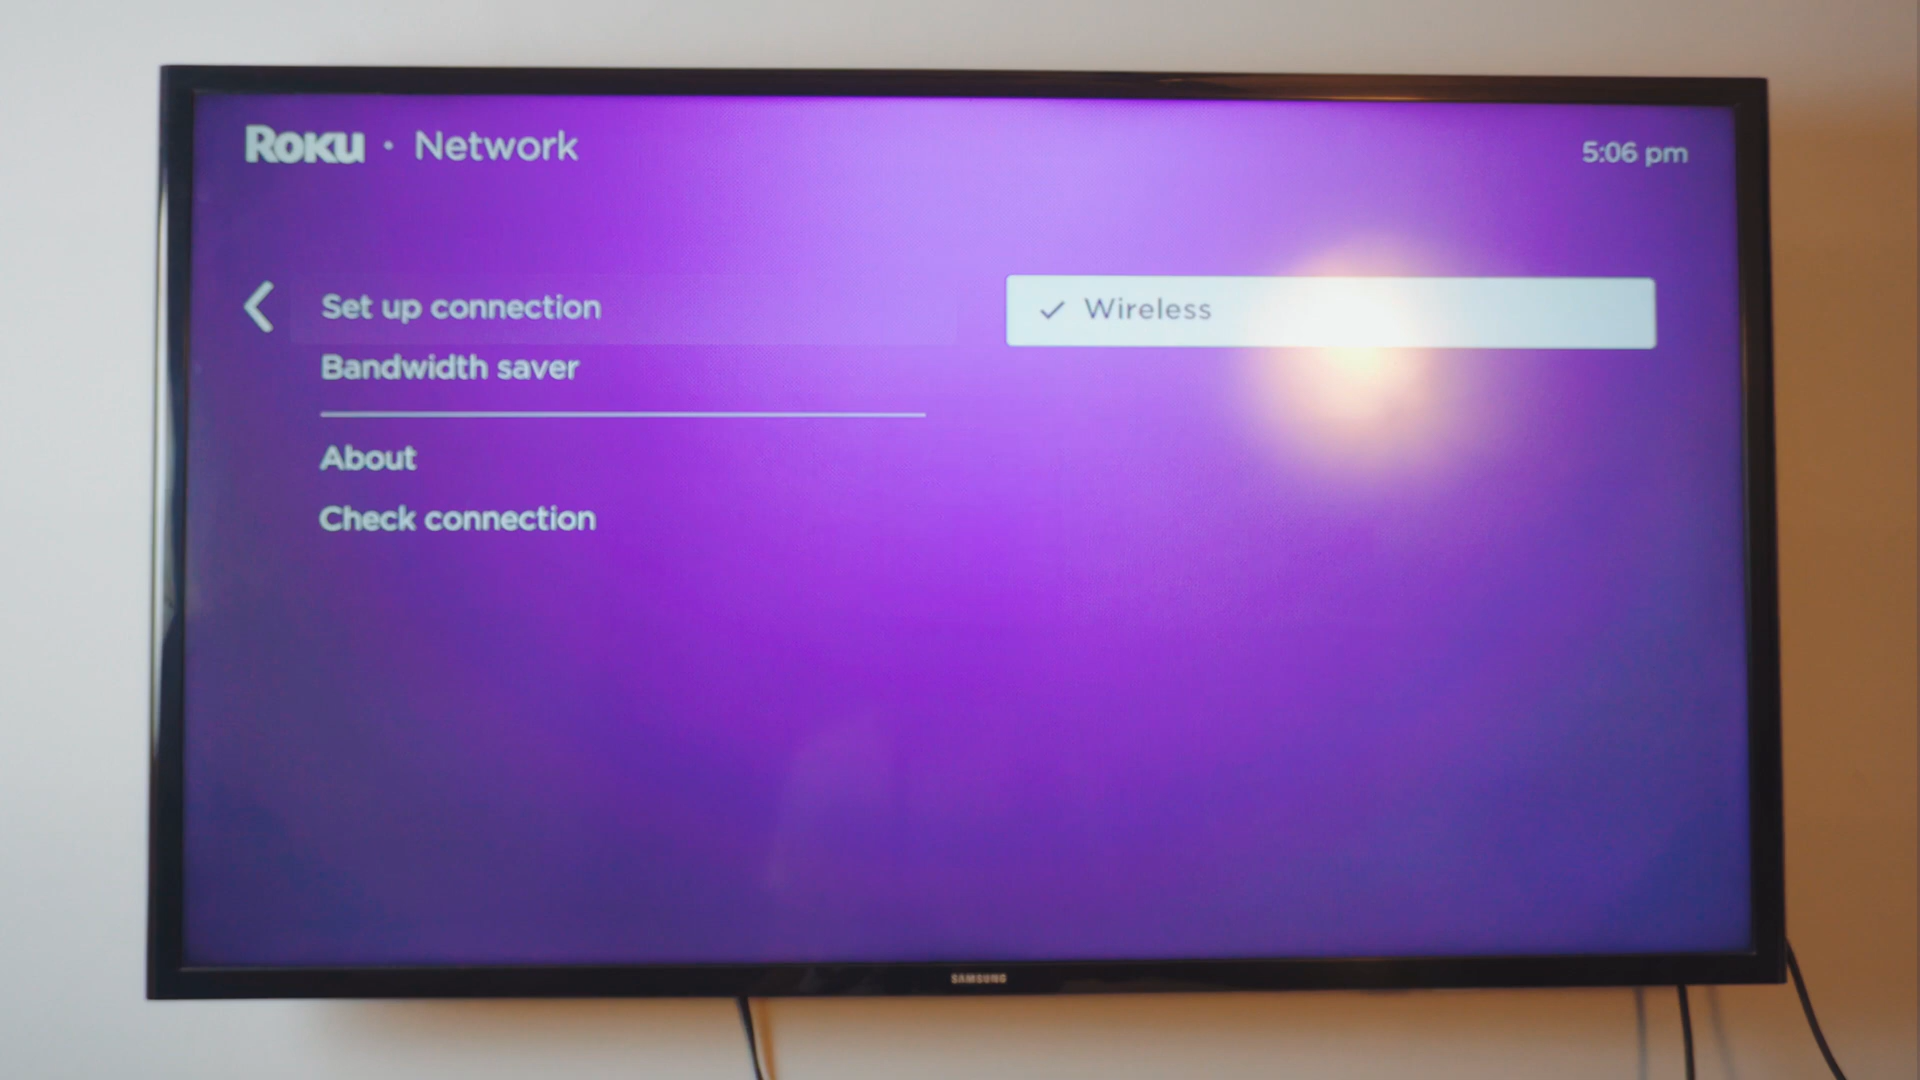 Roku • Network
5:06 pm
Set up connection
✓ Wireless
Bandwidth saver
About
Check connection
SAMSUNG